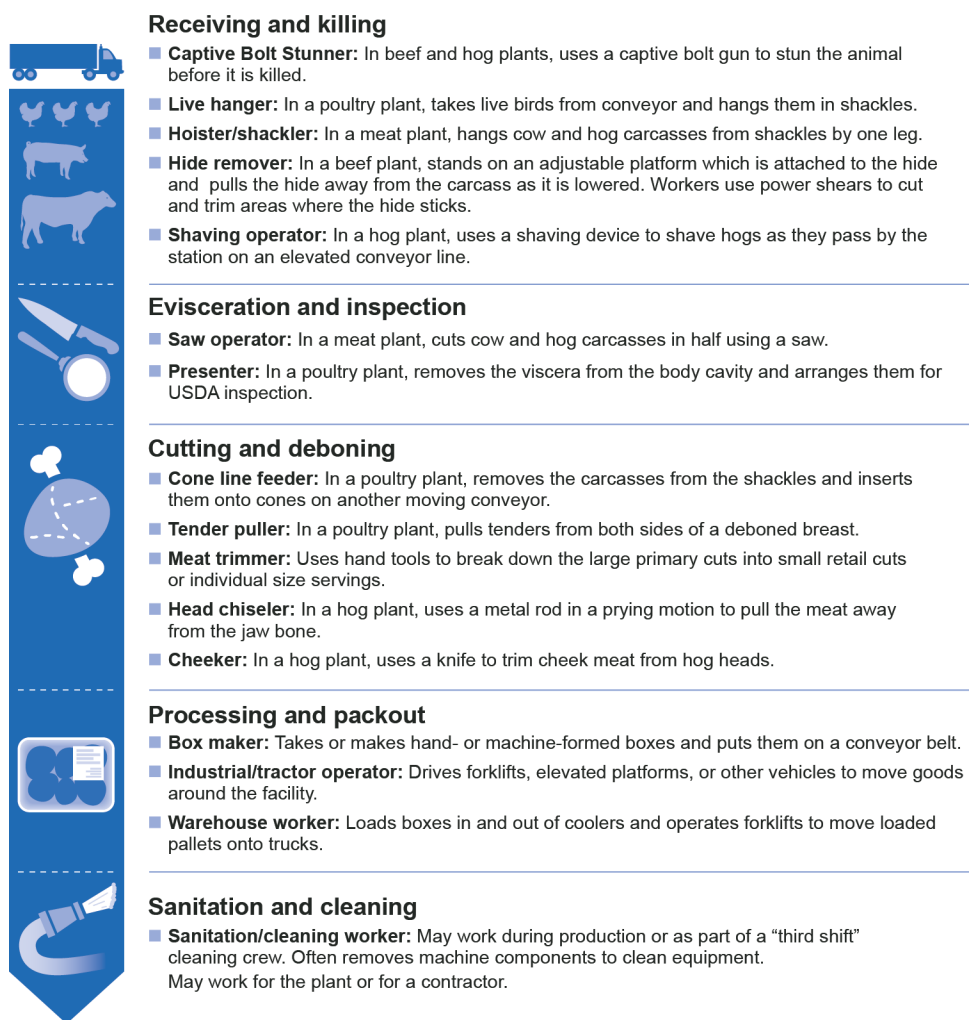 Receiving and killing
Captive Bolt Stunner: In beef and hog plants, uses a captive bolt gun to stun the animal
before it is killed.
Live hanger: In a poultry plant, takes live birds from conveyor and hangs them in shackles.
Hoister/shackler: In a meat plant, hangs cow and hog carcasses from shackles by one leg.
Hide remover: In a beef plant, stands on an adjustable platform which is attached to the hide
and pulls the hide away from the carcass as it is lowered. Workers use power shears to cut
and trim areas where the hide sticks.
Shaving operator: In a hog plant, uses a shaving device to shave hogs as they pass by the
station on an elevated conveyor line.
Evisceration and inspection
Saw operator: In a meat plant, cuts cow and hog carcasses in half using a saw.
Presenter: In a poultry plant, removes the viscera from the body cavity and arranges them for
USDA inspection.
Cutting and deboning
Cone line feeder: In a poultry plant, removes the carcasses from the shackles and inserts
them onto cones on another moving conveyor.
Tender puller: In a poultry plant, pulls tenders from both sides of a deboned breast.
Meat trimmer: Uses hand tools to break down the large primary cuts into small retail cuts
or individual size servings.
Head chiseler: In a hog plant, uses a metal rod in a prying motion to pull the meat away
from the jaw bone.
Cheeker: In a hog plant, uses a knife to trim cheek meat from hog heads.
Processing and packout
Box maker: Takes or makes hand- or machine-formed boxes and puts them on a conveyor belt.
Industrial/tractor operator: Drives forklifts, elevated platforms, or other vehicles to move goods
around the facility.
Warehouse worker: Loads boxes in and out of coolers and operates forklifts to move loaded
pallets onto trucks.
Sanitation and cleaning
Sanitation/cleaning worker: May work during production or as part of a “third shift”
cleaning crew. Often removes machine components to clean equipment.
May work for the plant or for a contractor.